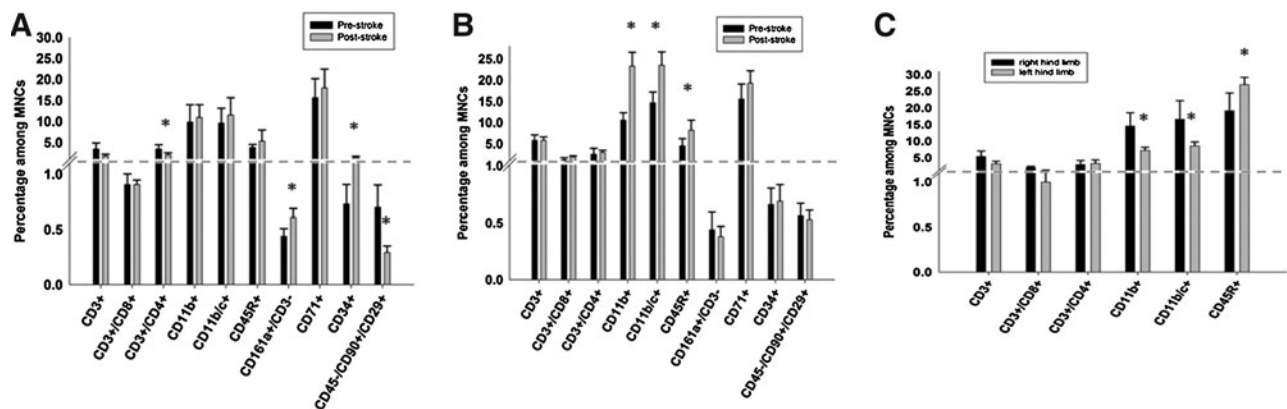 A
Percentage among MNCs
30.0
25.0
20.0
15.0
10.0
5.0
1.0
0.5
0.0
Pre-stroke
Post-stroke
*
*
*
*
CD3+
CD3+/CD8+
CD3+/CD4+
CD11b+
CD11b/c+
CD45R+
CD161a+/CD3-
CD71+
CD34+
CD45-/CD90+/CD29+
B
Percentage among MNCs
25.0
20.0
15.0
10.0
5.0
1.0
0.5
0.0
Pre-stroke
Post-stroke
*
*
*
CD3+
CD3+/CD8+
CD3+/CD4+
CD11b+
CD11b/c+
CD45R+
CD161a+/CD3-
CD71+
CD34+
CD45-/CD90+/CD29+
C
Percentage among MNCs
30.0
25.0
20.0
15.0
10.0
5.0
1.0
0.0
right hind limb
left hind limb
*
*
*
CD3+
CD3+/CD8+
CD3+/CD4+
CD11b+
CD11b/c+
CD45R+